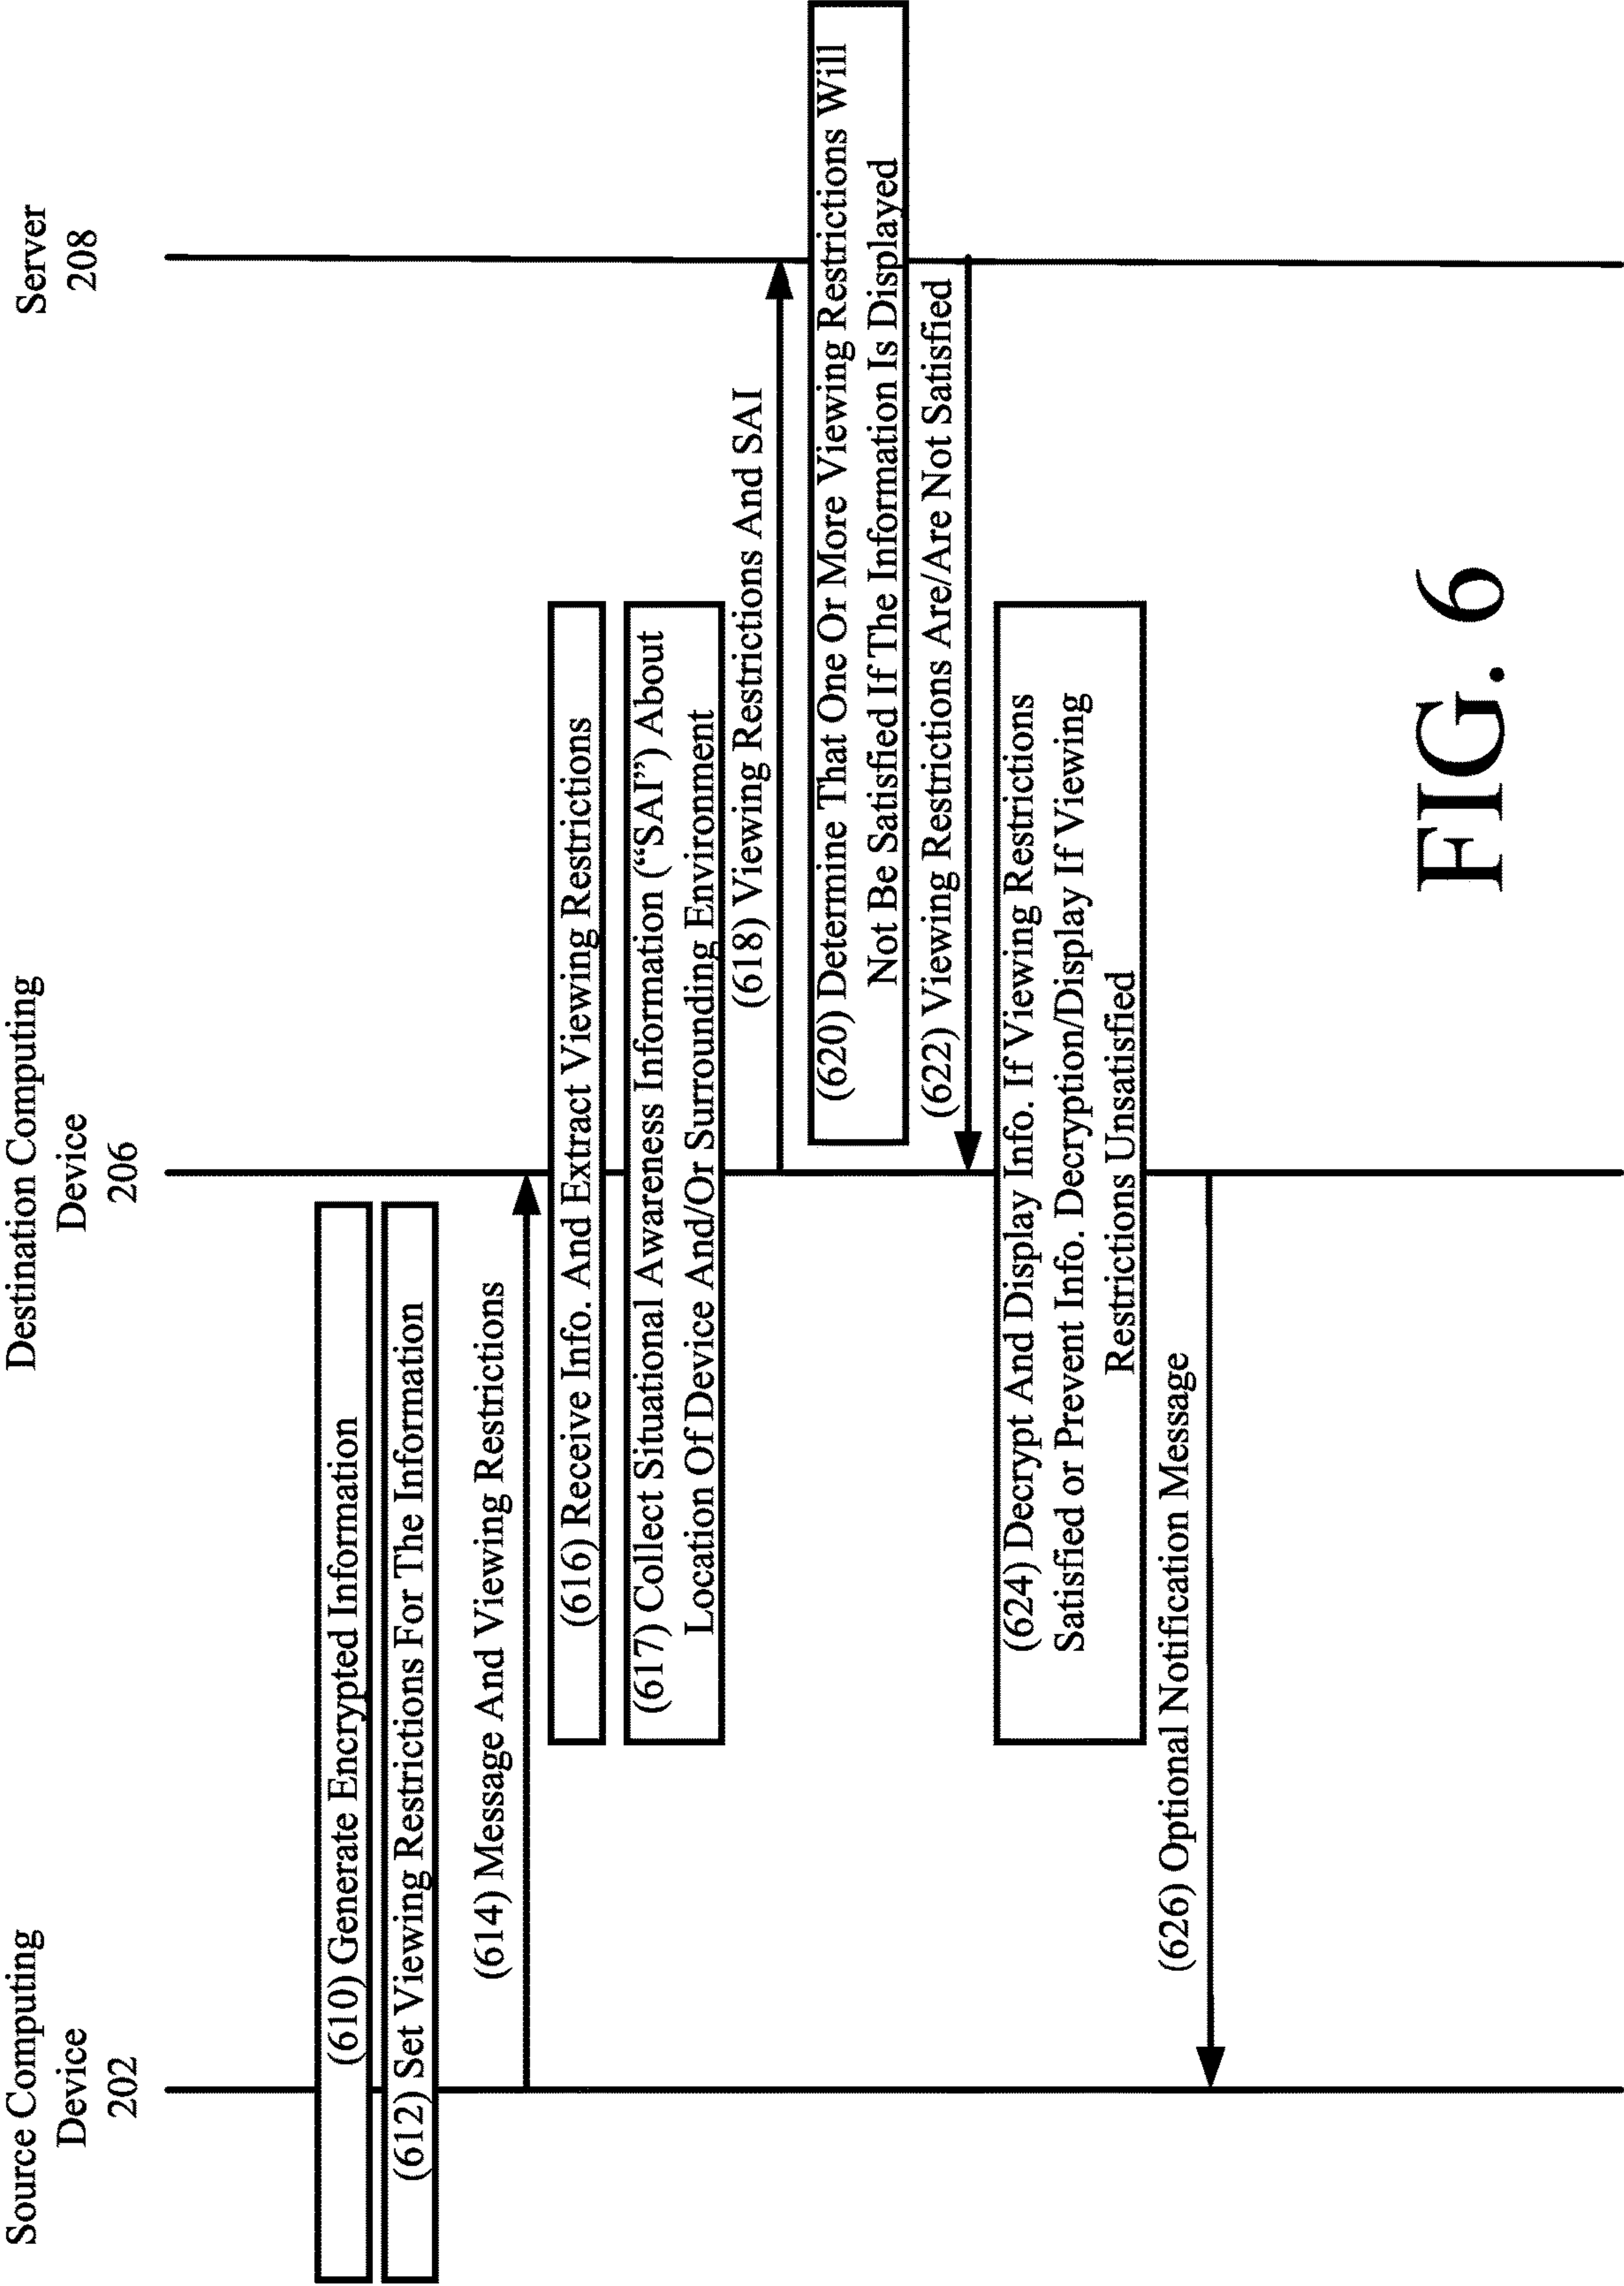 Source Computing
Device
202
Destination Computing
Device
206
Server
208
(610) Generate Encrypted Information
(612) Set Viewing Restrictions For The Information
(614) Message And Viewing Restrictions
(616) Receive Info. And Extract Viewing Restrictions
(617) Collect Situational Awareness Information (“SAI”) About
Location Of Device And/Or Surrounding Environment
(618) Viewing Restrictions And SAI
(620) Determine That One Or More Viewing Restrictions Will
Not Be Satisfied If The Information Is Displayed
(622) Viewing Restrictions Are/Are Not Satisfied
(624) Decrypt And Display Info. If Viewing Restrictions
Satisfied or Prevent Info. Decryption/Display If Viewing
Restrictions Unsatisfied
(626) Optional Notification Message
FIG. 6